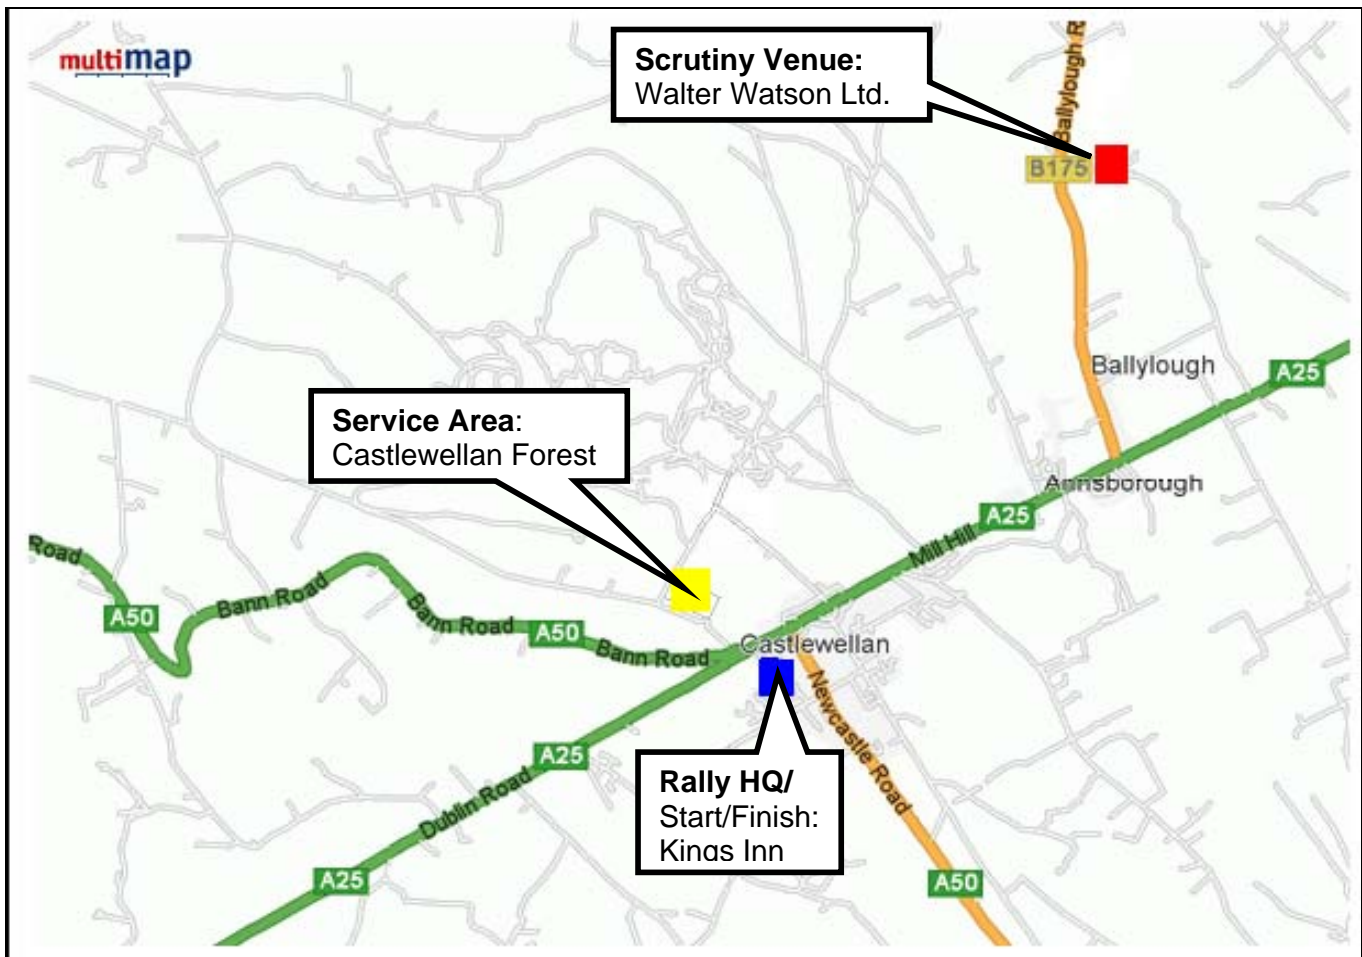 multimap
Scrutiny Venue:
Walter Watson Ltd.
Ballylough R
B175
Ballylough
A25
Service Area:
Castlewellan Forest
Annsborough
A25
Mill Hill
Road
A50
Bann Road
Bann Road
A50
Bann Road
Castlewellan
Newcastle Road
A25
Dublin Road
Rally HQ/
Start/Finish:
Kings Inn
A25
A50